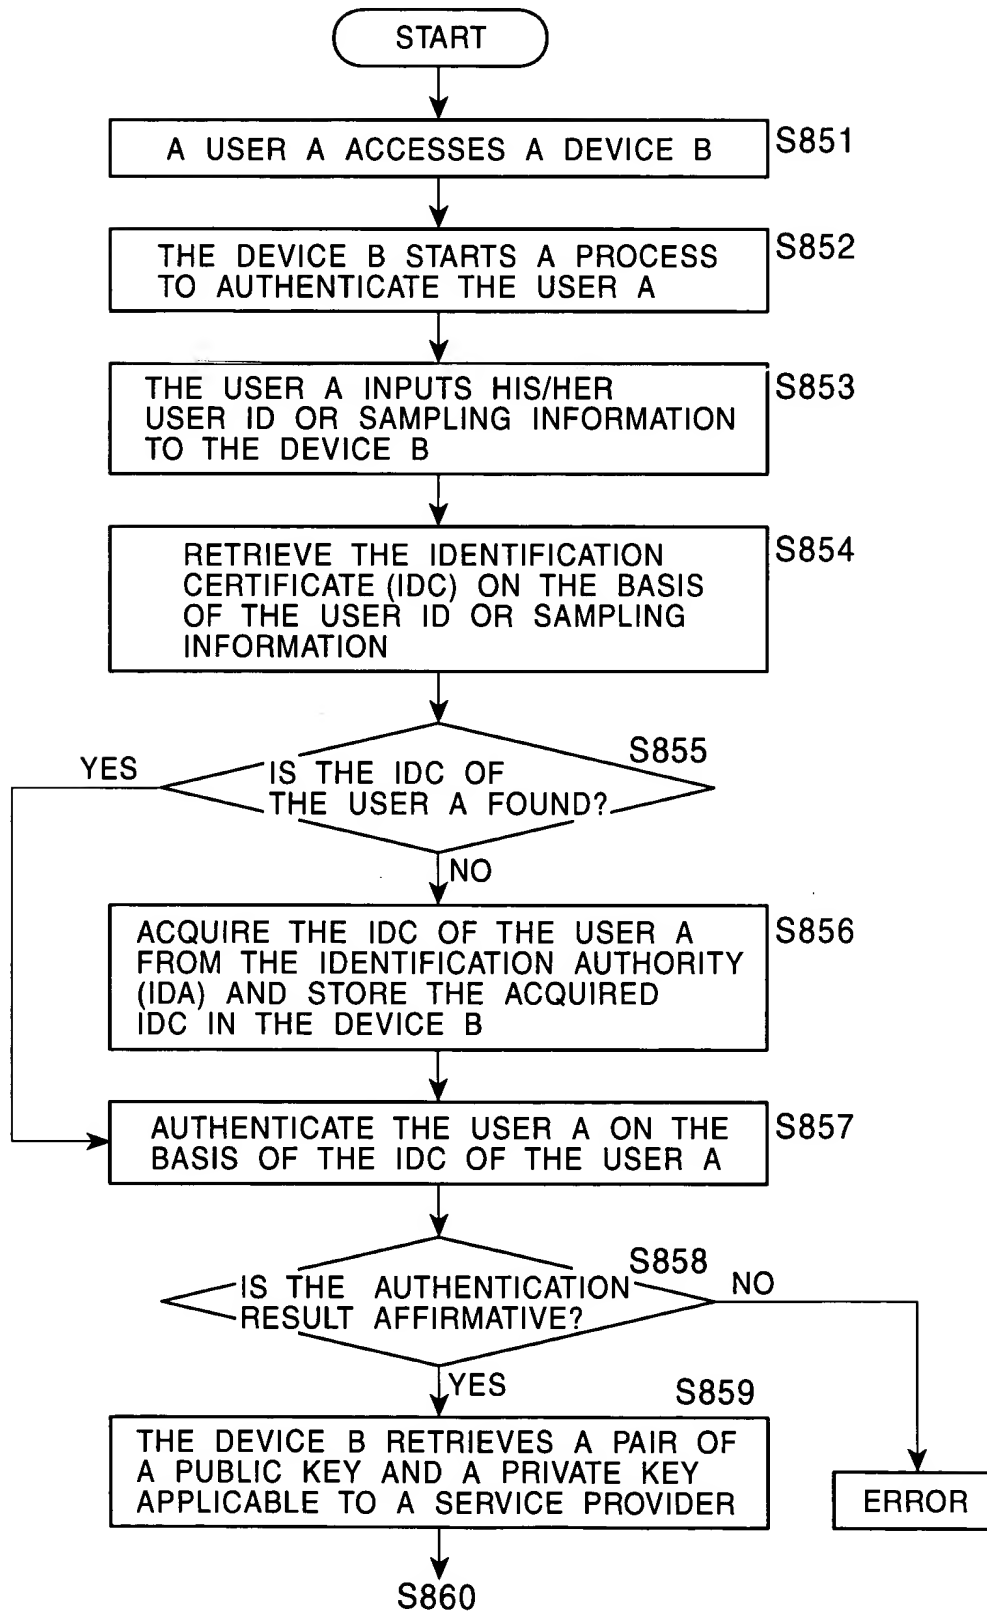 START
A USER A ACCESSES A DEVICE B
S851
THE DEVICE B STARTS A PROCESS
TO AUTHENTICATE THE USER A
S852
THE USER A INPUTS HIS/HER
USER ID OR SAMPLING INFORMATION
TO THE DEVICE B
S853
RETRIEVE THE IDENTIFICATION
CERTIFICATE (IDC) ON THE BASIS
OF THE USER ID OR SAMPLING
INFORMATION
S854
S855
YES
IS THE IDC OF
THE USER A FOUND?
NO
ACQUIRE THE IDC OF THE USER A
FROM THE IDENTIFICATION AUTHORITY
(IDA) AND STORE THE ACQUIRED
IDC IN THE DEVICE B
S856
AUTHENTICATE THE USER A ON THE
BASIS OF THE IDC OF THE USER A
S857
S858
IS THE AUTHENTICATION
RESULT AFFIRMATIVE?
NO
YES
S859
THE DEVICE B RETRIEVES A PAIR OF
A PUBLIC KEY AND A PRIVATE KEY
APPLICABLE TO A SERVICE PROVIDER
ERROR
S860